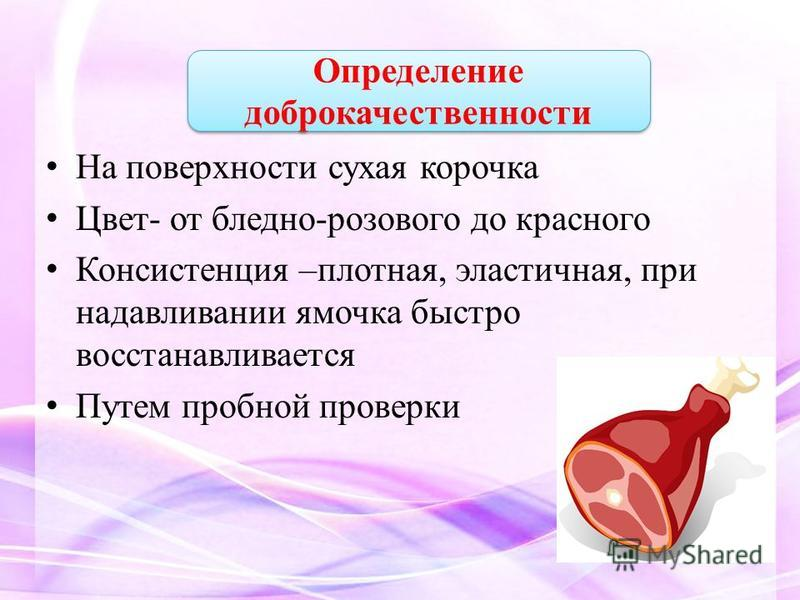 Определение
доброкачественности
• На поверхности сухая корочка
• Цвет- от бледно-розового до красного
• Консистенция –плотная, эластичная, при
надавливании ямочка быстро
восстанавливается
• Путем пробной проверки
MyShared